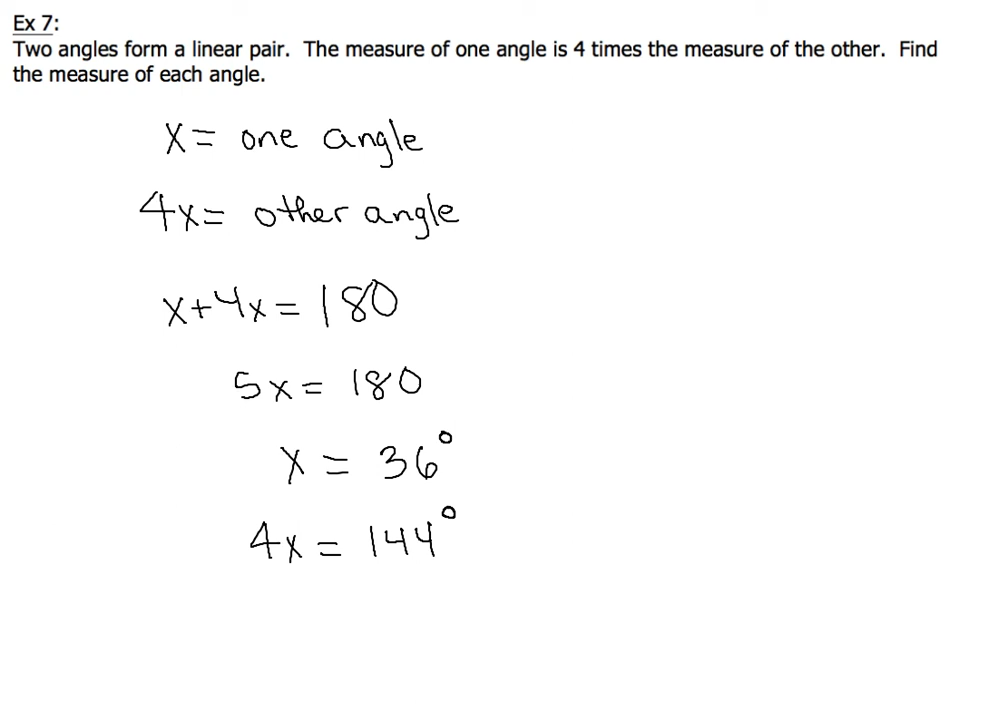 Ex 7:
Two angles form a linear pair. The measure of one angle is 4 times the measure of the other. Find
the measure of each angle.
x = one angle
4x = other angle
x+4x = 180
5x = 180
x = 36°
4x = 144°